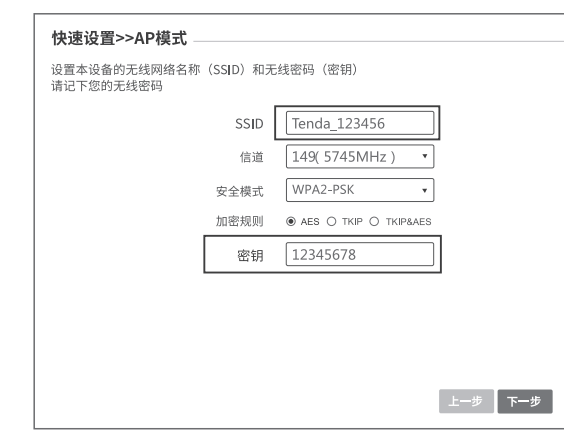 快速设置>>AP模式
设置本设备的无线网络名称（SSID）和无线密码（密钥）
请记下您的无线密码
SSID Tenda_123456
信道 149( 5745MHz )
安全模式 WPA2-PSK
加密规则 AES TKIP TKIP&AES
密钥 12345678
上一步 下一步